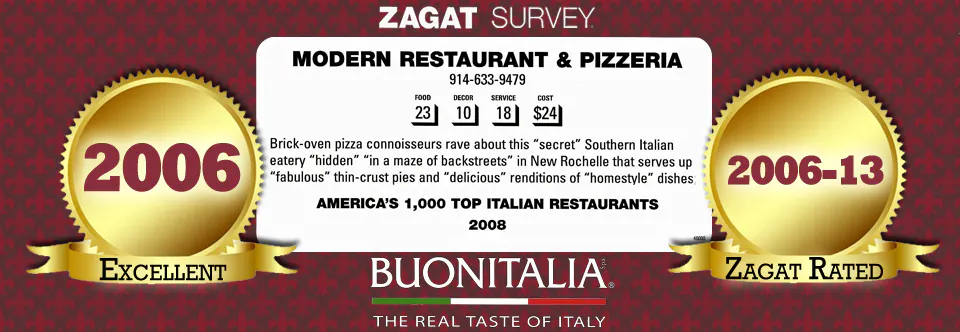 ZAGAT SURVEY
MODERN RESTAURANT & PIZZERIA
914-633-9479
FOOD DECOR SERVICE COST
23 10 18 $24
Brick-oven pizza connoisseurs rave about this “secret” Southern Italian
eatery “hidden” “in a maze of backstreets” in New Rochelle that serves up
“fabulous” thin-crust pies and “delicious” renditions of “homestyle” dishes
AMERICA'S 1,000 TOP ITALIAN RESTAURANTS
2008
2006
EXCELLENT
2006-13
ZAGAT RATED
BUONITALIA®
THE REAL TASTE OF ITALY